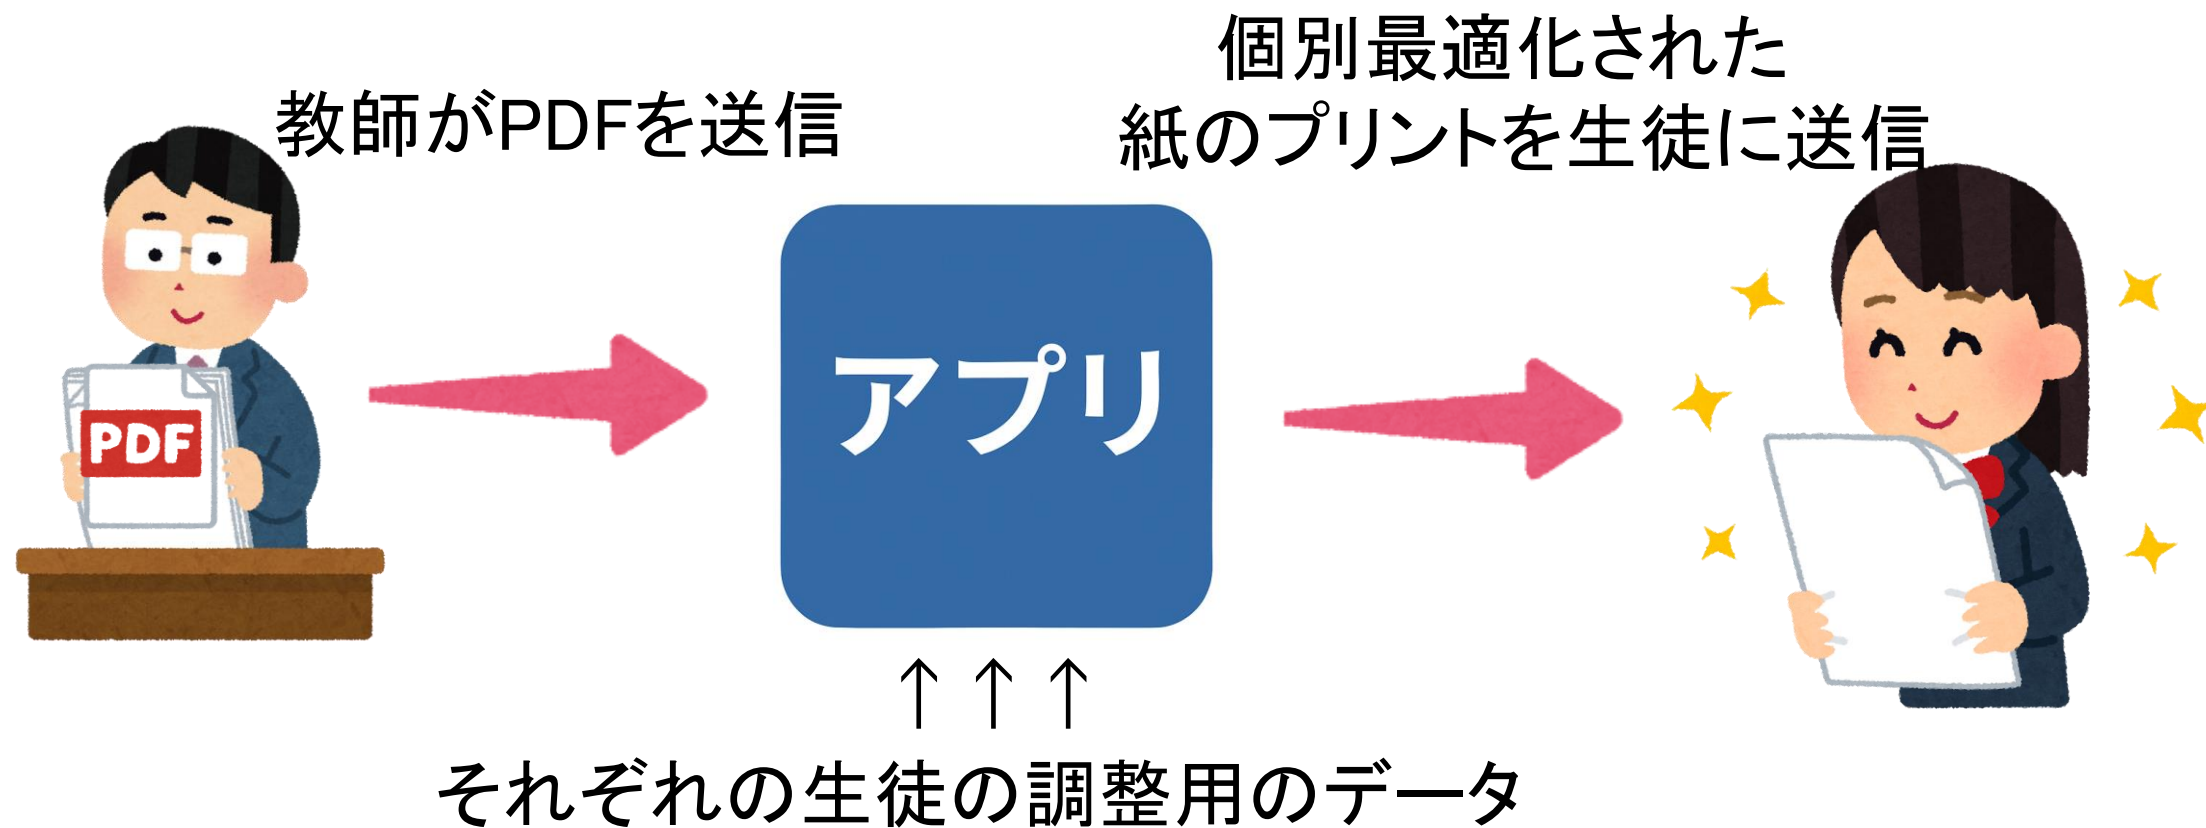 個別最適化された
紙のプリントを生徒に送信
教師がPDFを送信
PDF
アプリ
↑ ↑ ↑
それぞれの生徒の調整用のデータ